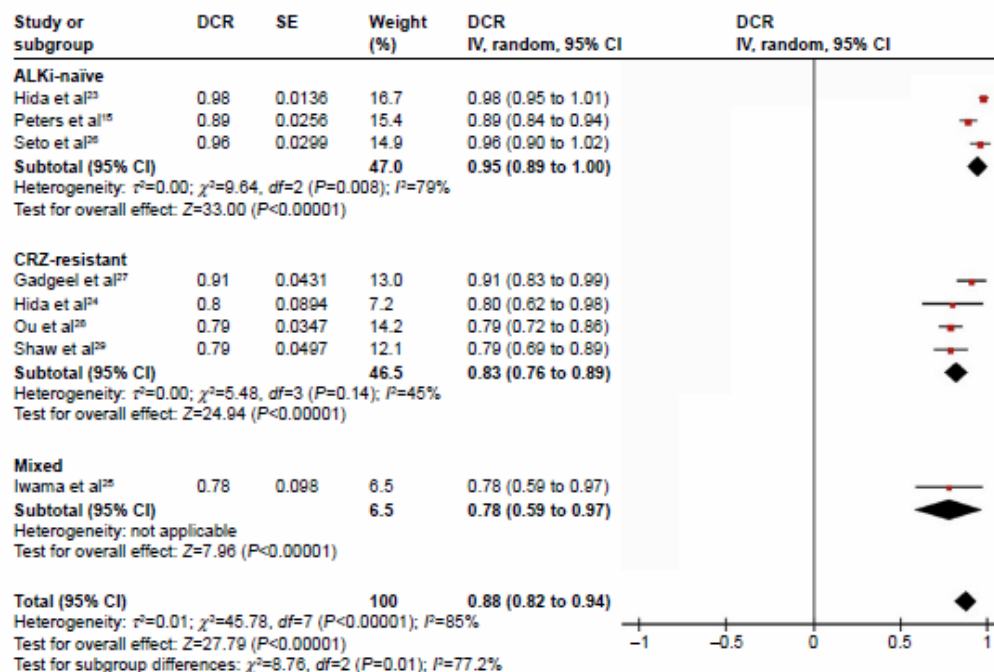 Study or subgroup DCR SE Weight (%) DCR IV, random, 95% CI DCR IV, random, 95% CI
ALKi-naïve
Hida et al²³ 0.98 0.0136 16.7 0.98 (0.95 to 1.01)
Peters et al¹⁵ 0.89 0.0256 15.4 0.89 (0.84 to 0.94)
Seto et al²⁶ 0.96 0.0299 14.9 0.96 (0.90 to 1.02)
Subtotal (95% CI) 47.0 0.95 (0.89 to 1.00)
Heterogeneity: τ²=0.00; χ²=9.64, df=2 (P=0.008); I²=79%
Test for overall effect: Z=33.00 (P<0.00001)
CRZ-resistant
Gadgeel et al²⁷ 0.91 0.0431 13.0 0.91 (0.83 to 0.99)
Hida et al²⁴ 0.8 0.0894 7.2 0.80 (0.62 to 0.98)
Ou et al²⁸ 0.79 0.0347 14.2 0.79 (0.72 to 0.86)
Shaw et al²⁹ 0.79 0.0497 12.1 0.79 (0.69 to 0.89)
Subtotal (95% CI) 46.5 0.83 (0.76 to 0.89)
Heterogeneity: τ²=0.00; χ²=5.48, df=3 (P=0.14); I²=45%
Test for overall effect: Z=24.94 (P<0.00001)
Mixed
Iwama et al²⁵ 0.78 0.098 6.5 0.78 (0.59 to 0.97)
Subtotal (95% CI) 6.5 0.78 (0.59 to 0.97)
Heterogeneity: not applicable
Test for overall effect: Z=7.96 (P<0.00001)
Total (95% CI) 100 0.88 (0.82 to 0.94)
Heterogeneity: τ²=0.01; χ²=45.78, df=7 (P<0.00001); I²=85%
Test for overall effect: Z=27.79 (P<0.00001)
Test for subgroup differences: χ²=8.76, df=2 (P=0.01); I²=77.2%
−1 −0.5 0 0.5 1